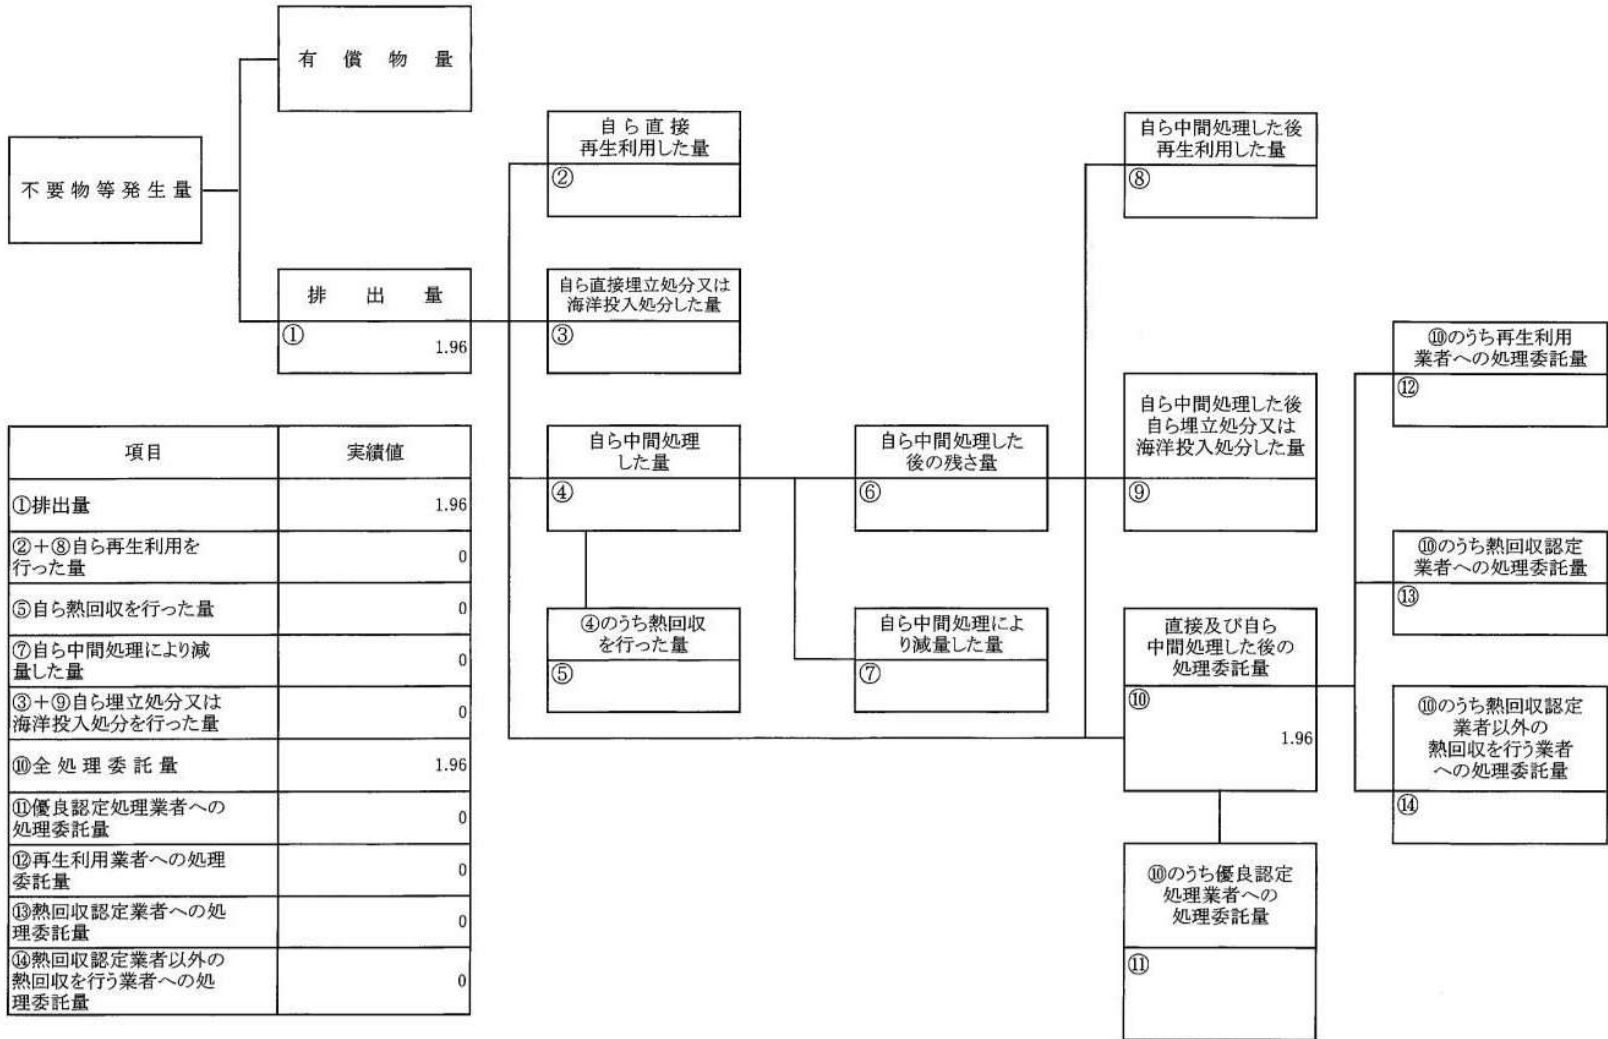 有償物量
不要物等発生量
排出量
①
1.96
自ら直接
再生利用した量
②
自ら直接埋立処分又は
海洋投入処分した量
③
自ら中間処理
した量
④
④のうち熱回収
を行った量
⑤
自ら中間処理した
後の残さ量
⑥
自ら中間処理によ
り減量した量
⑦
自ら中間処理した後
再生利用した量
⑧
自ら中間処理した後
自ら埋立処分又は
海洋投入処分した量
⑨
直接及び自ら
中間処理した後の
処理委託量
⑩
1.96
⑩のうち優良認定
処理業者への
処理委託量
⑪
⑩のうち再生利用
業者への処理委託量
⑫
⑩のうち熱回収認定
業者への処理委託量
⑬
⑩のうち熱回収認定
業者以外の
熱回収を行う業者
への処理委託量
⑭
項目 実績値
①排出量 1.96
②+⑧自ら再生利用を
行った量 0
⑤自ら熱回収を行った量 0
⑦自ら中間処理により減
量した量 0
③+⑨自ら埋立処分又は
海洋投入処分を行った量 0
⑩全処理委託量 1.96
⑪優良認定処理業者への
処理委託量 0
⑫再生利用業者への処理
委託量 0
⑬熱回収認定業者への処
理委託量 0
⑭熱回収認定業者以外の
熱回収を行う業者への処
理委託量 0